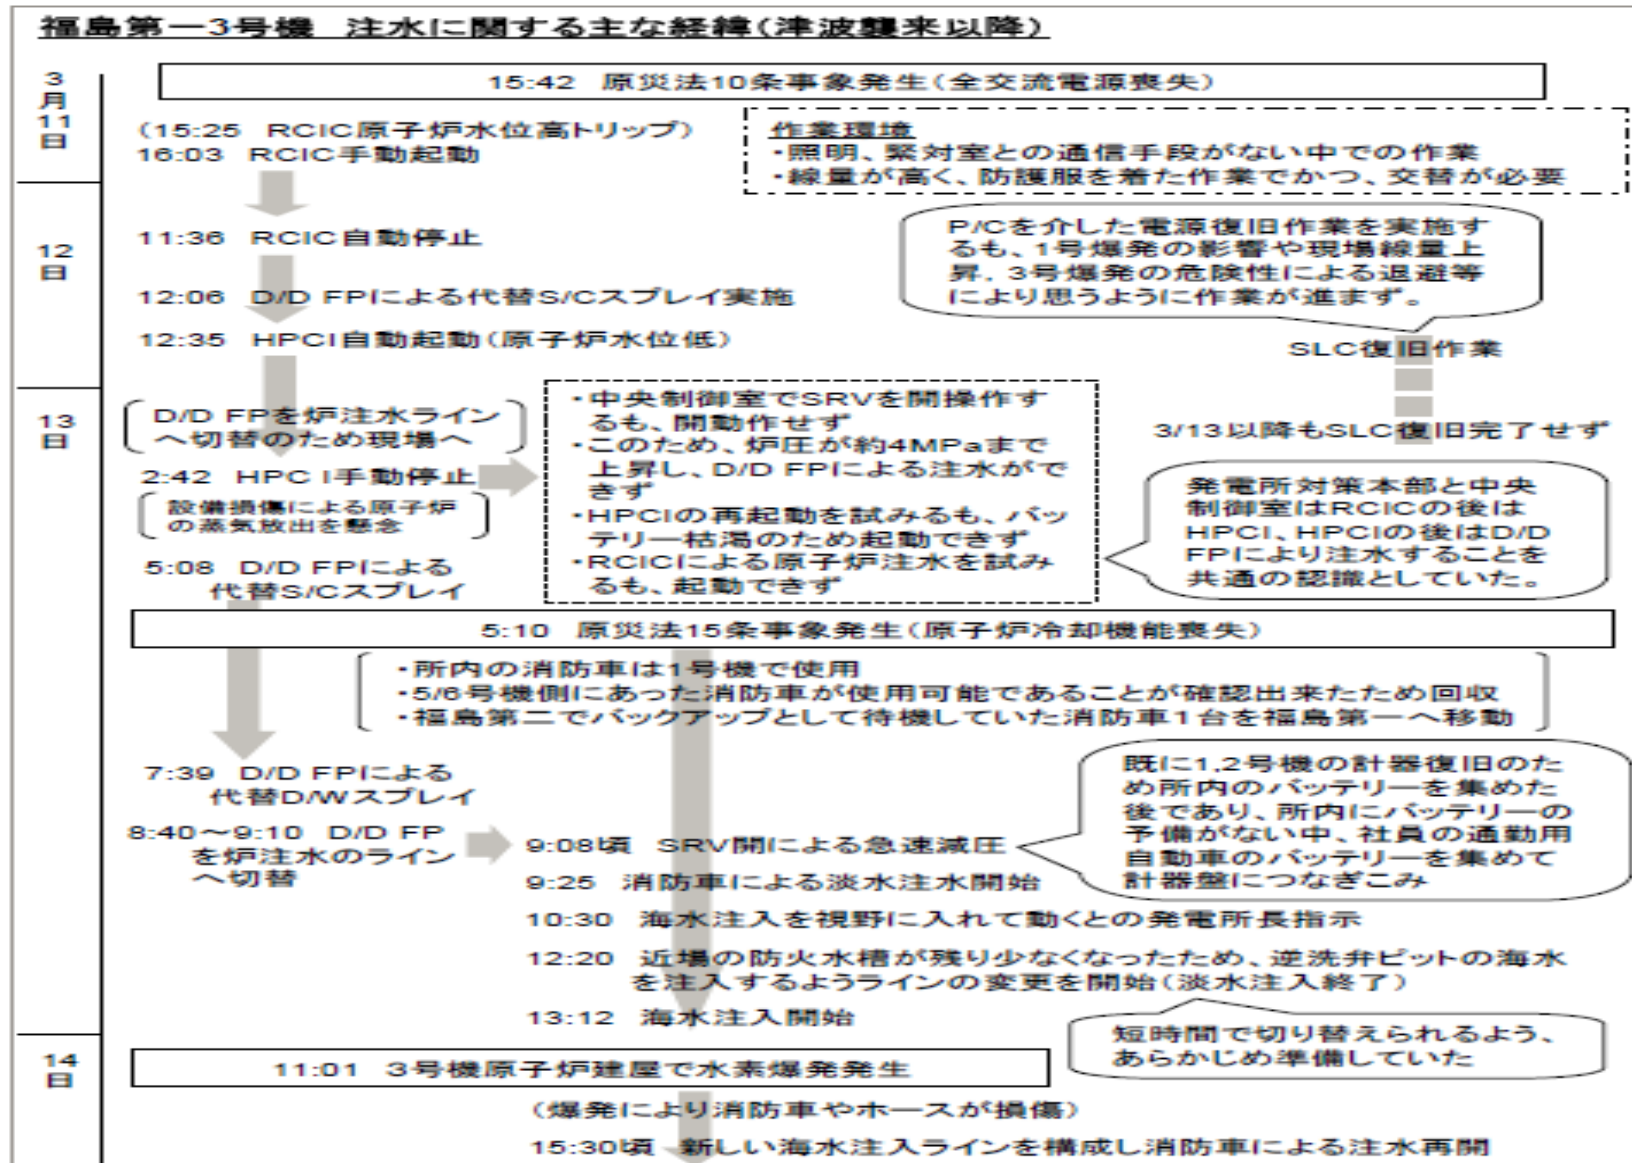 福島第一3号機 注水に関する主な経緯(津波襲来以降)
3
月
11
日
15:42 原災法10条事象発生(全交流電源喪失)
(15:25 RCIC原子炉水位高トリップ)
16:03 RCIC手動起動
作業環境
・照明、緊対室との通信手段がない中での作業
・線量が高く、防護服を着た作業でかつ、交替が必要
12
日
11:36 RCIC自動停止
12:06 D/D FPによる代替S/Cスプレイ実施
12:35 HPCI自動起動(原子炉水位低)
P/Cを介した電源復旧作業を実施す
るも、1号爆発の影響や現場線量上
昇、3号爆発の危険性による退避等
により思うように作業が進まず。
SLC復旧作業
3/13以降もSLC復旧完了せず
13
日
D/D FPを炉注水ライン
へ切替のため現場へ
2:42 HPCI手動停止
設備損傷による原子炉
の蒸気放出を懸念
5:08 D/D FPによる
代替S/Cスプレイ
・中央制御室でSRVを開操作す
るも、開動作せず
・このため、炉圧が約4MPaまで
上昇し、D/D FPによる注水がで
きず
・HPCIの再起動を試みるも、バッ
テリー枯渇のため起動できず
・RCICによる原子炉注水を試み
るも、起動できず
発電所対策本部と中央
制御室はRCICの後は
HPCI、HPCIの後はD/D
FPにより注水することを
共通の認識としていた。
5:10 原災法15条事象発生(原子炉冷却機能喪失)
・所内の消防車は1号機で使用
・5/6号機側にあった消防車が使用可能であることが確認出来たため回収
・福島第二でバックアップとして待機していた消防車1台を福島第一へ移動
7:39 D/D FPによる
代替D/Wスプレイ
8:40～9:10 D/D FP
を炉注水のライン
へ切替
9:08頃 SRV開による急速減圧
既に1,2号機の計器復旧のた
め所内のバッテリーを集めた
後であり、所内にバッテリーの
予備がない中、社員の通勤用
自動車のバッテリーを集めて
計器盤につなぎこみ
9:25 消防車による淡水注水開始
10:30 海水注入を視野に入れて動くとの発電所長指示
12:20 近場の防火水槽が残り少なくなったため、逆洗弁ピットの海水
を注入するようラインの変更を開始(淡水注入終了)
13:12 海水注入開始
短時間で切り替えられるよう、
あらかじめ準備していた
14
日
11:01 3号機原子炉建屋で水素爆発発生
(爆発により消防車やホースが損傷)
15:30頃 新しい海水注入ラインを構成し消防車による注水再開